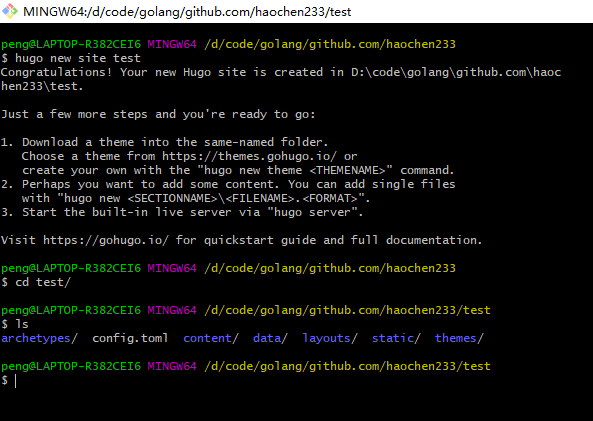 MINGW64:/d/code/golang/github.com/haochen233/test
peng@LAPTOP-R382CEI6 MINGW64 /d/code/golang/github.com/haochen233
$ hugo new site test
Congratulations! Your new Hugo site is created in D:\code\golang\github.com\haoc
hen233\test.
Just a few more steps and you're ready to go:
1. Download a theme into the same-named folder.
   Choose a theme from https://themes.gohugo.io/ or
   create your own with the "hugo new theme <THEMENAME>" command.
2. Perhaps you want to add some content. You can add single files
   with "hugo new <SECTIONNAME>\<FILENAME>.<FORMAT>".
3. Start the built-in live server via "hugo server".
Visit https://gohugo.io/ for quickstart guide and full documentation.
peng@LAPTOP-R382CEI6 MINGW64 /d/code/golang/github.com/haochen233
$ cd test/
peng@LAPTOP-R382CEI6 MINGW64 /d/code/golang/github.com/haochen233/test
$ ls
archetypes/  config.toml  content/  data/  layouts/  static/  themes/
peng@LAPTOP-R382CEI6 MINGW64 /d/code/golang/github.com/haochen233/test
$